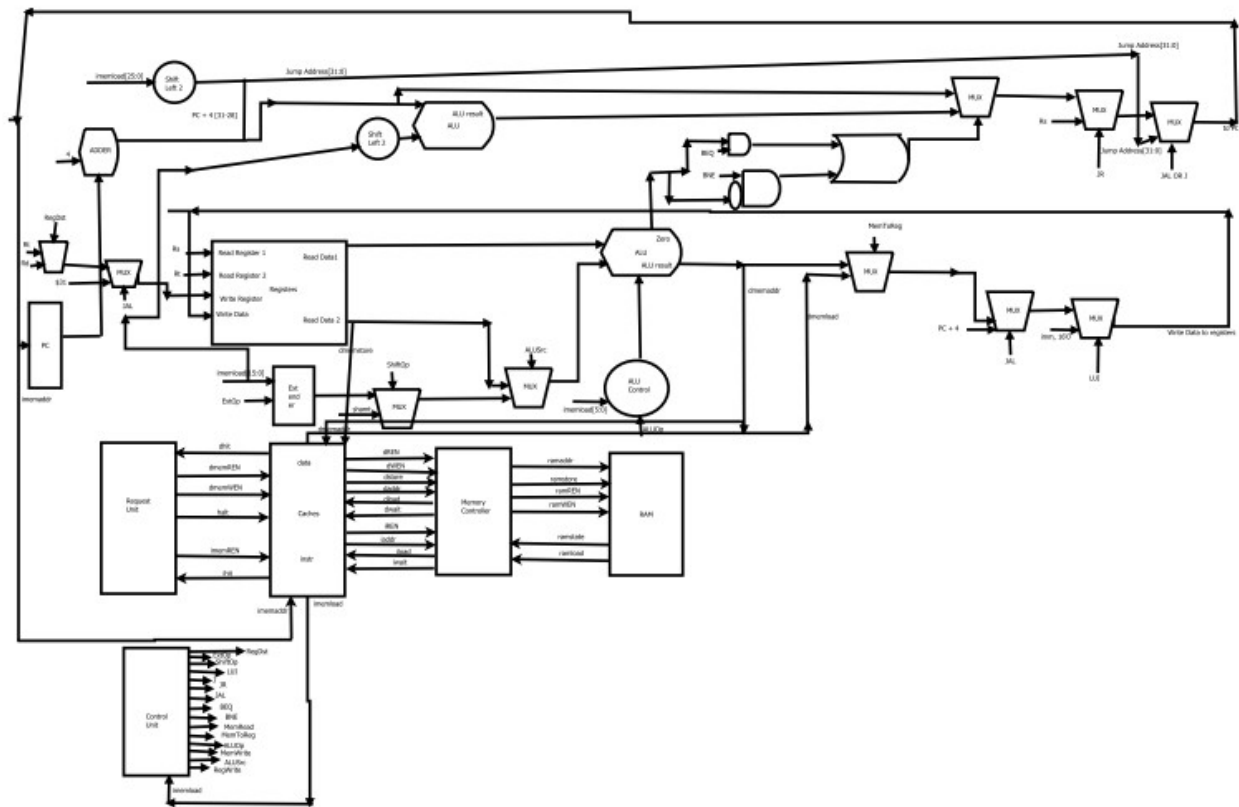 Jump Address[31:0]
imemload[25:0]
Shift
Left 2
Jump Address[31:0]
PC + 4 [31-28]
ALU result
ALU
Shift
Left 2
MUX
MUX
MUX
Rs
to PC
Jump Address[31:0]
JR
JAL OR J
4
ADDER
BEQ
BNE
RegDst
Rt
Rd
$31
MUX
JAL
Rs
Read Register 1
Read Data1
Rt
Read Register 2
Registers
Write Register
Write Data
Read Data 2
Zero
ALU
ALU result
MemToReg
MUX
dmemaddr
dmemload
PC + 4
MUX
JAL
MUX
LUI
Write Data to registers
PC
imemaddr
dmemstore
ExtOp
Ext
end
er
ShiftOp
shamt
MUX
ALUSrc
MUX
ALU
Control
imemload[5:0]
ALUOp
Request
Unit
dhit
dmemREN
dmemWEN
halt
imemREN
ihit
data
Caches
instr
dREN
dWEN
dstore
daddr
dload
dwait
iREN
iaddr
iload
iwait
Memory
Controller
ramaddr
ramstore
ramREN
ramWEN
ramstate
ramload
RAM
imemaddr
imemload
Control
Unit
RegDst
ExtOp
ShiftOp
LUI
J
JR
JAL
BEQ
BNE
MemRead
MemToReg
ALUOp
MemWrite
ALUSrc
RegWrite
imemload